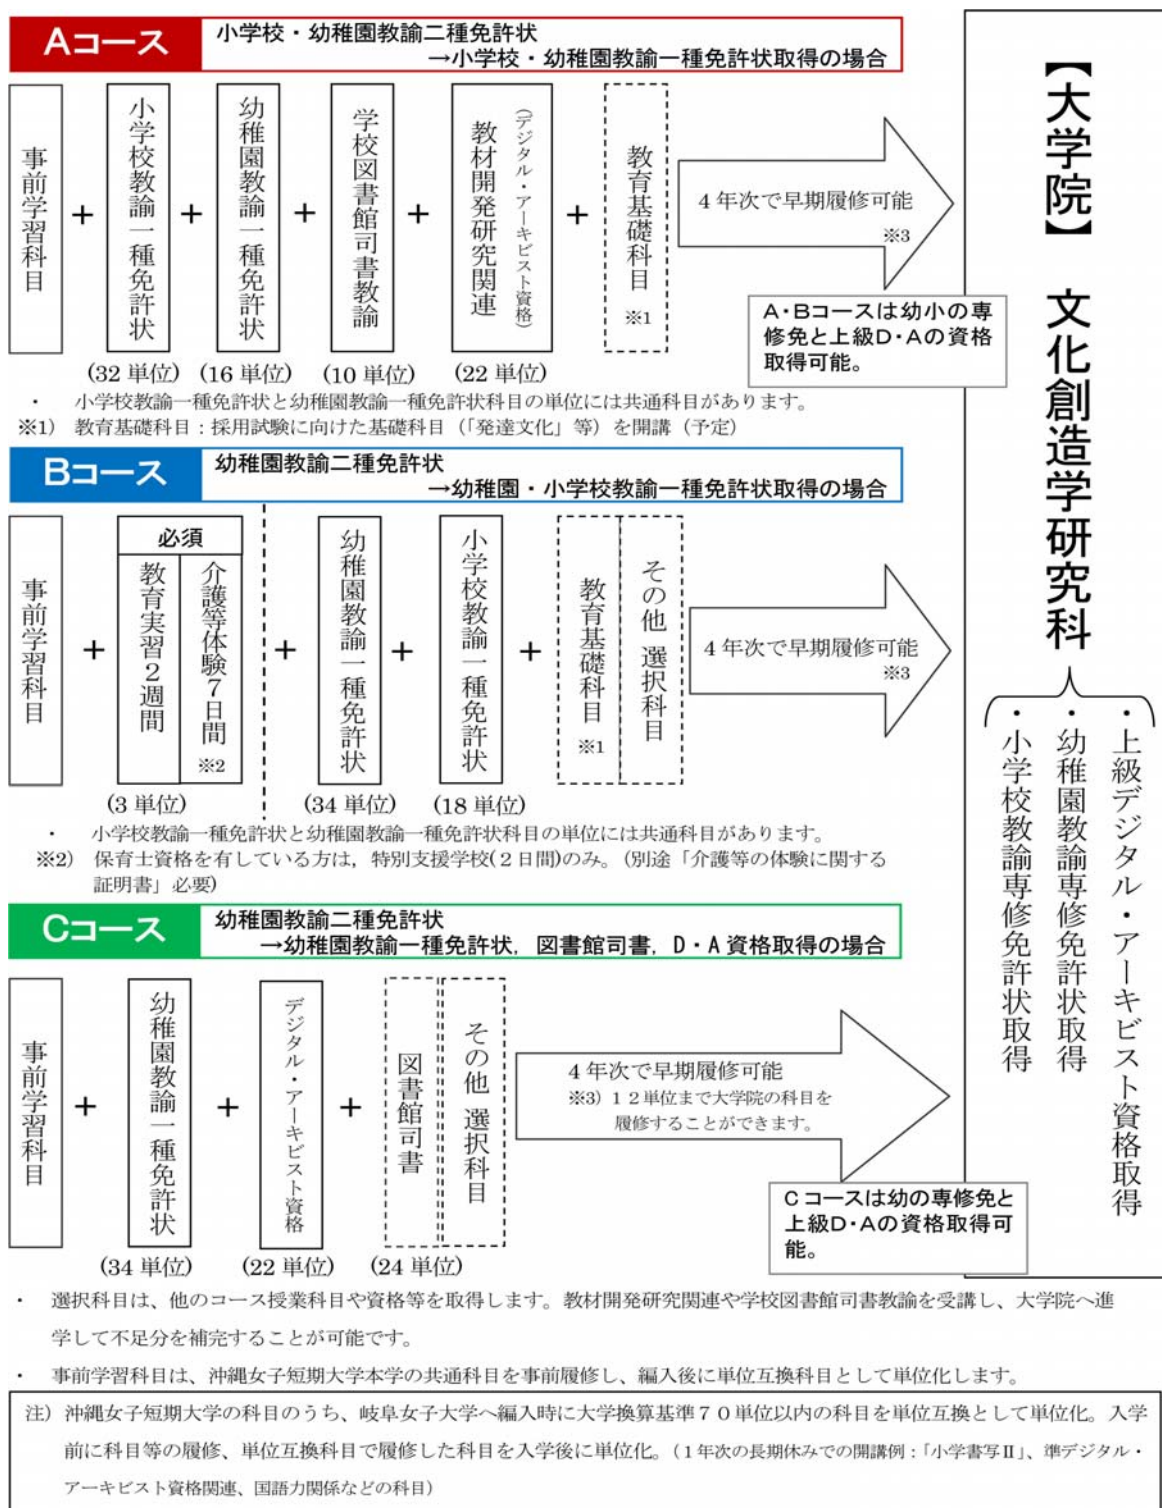 Aコース
小学校・幼稚園教諭二種免許状
→小学校・幼稚園教諭一種免許状取得の場合
事前学習科目
+
小学校教諭一種免許状
+
幼稚園教諭一種免許状
+
学校図書館司書教諭
+
(デジタル・アーキビスト資格)
教材開発研究関連
+
教育基礎科目 ※1
4年次で早期履修可能
※3
(32 単位)
(16 単位)
(10 単位)
(22 単位)
A・Bコースは幼小の専
修免と上級D・Aの資格
取得可能。
・ 小学校教諭一種免許状と幼稚園教諭一種免許状科目の単位には共通科目があります。
※1) 教育基礎科目:採用試験に向けた基礎科目(「発達文化」等)を開講(予定)
Bコース
幼稚園教諭二種免許状
→幼稚園・小学校教諭一種免許状取得の場合
事前学習科目
+
必須
教育実習2週間
介護等体験7日間 ※2
+
幼稚園教諭一種免許状
+
小学校教諭一種免許状
+
教育基礎科目 ※1
その他 選択科目
4年次で早期履修可能
※3
(3 単位)
(34 単位)
(18 単位)
・ 小学校教諭一種免許状と幼稚園教諭一種免許状科目の単位には共通科目があります。
※2) 保育士資格を有している方は,特別支援学校(2日間)のみ。(別途「介護等の体験に関する
証明書」必要)
Cコース
幼稚園教諭二種免許状
→幼稚園教諭一種免許状,図書館司書,D・A 資格取得の場合
事前学習科目
+
幼稚園教諭一種免許状
+
デジタル・アーキビスト資格
+
図書館司書
その他 選択科目
4年次で早期履修可能
※3)12単位まで大学院の科目を
履修することができます。
(34 単位)
(22 単位)
(24 単位)
C コースは幼の専修免と
上級D・Aの資格取得可
能。
【大学院】 文化創造学研究科
・上級デジタル・アーキビスト資格取得
・幼稚園教諭専修免許状取得
・小学校教諭専修免許状取得
・ 選択科目は、他のコース授業科目や資格等を取得します。教材開発研究関連や学校図書館司書教諭を受講し、大学院へ進
学して不足分を補完することが可能です。
・ 事前学習科目は、沖縄女子短期大学本学の共通科目を事前履修し、編入後に単位互換科目として単位化します。
注)沖縄女子短期大学の科目のうち、岐阜女子大学へ編入時に大学換算基準70単位以内の科目を単位互換として単位化。入学
前に科目等の履修、単位互換科目で履修した科目を入学後に単位化。(1年次の長期休みでの開講例:「小学書写Ⅱ」、準デジタル・
アーキビスト資格関連、国語力関係などの科目)